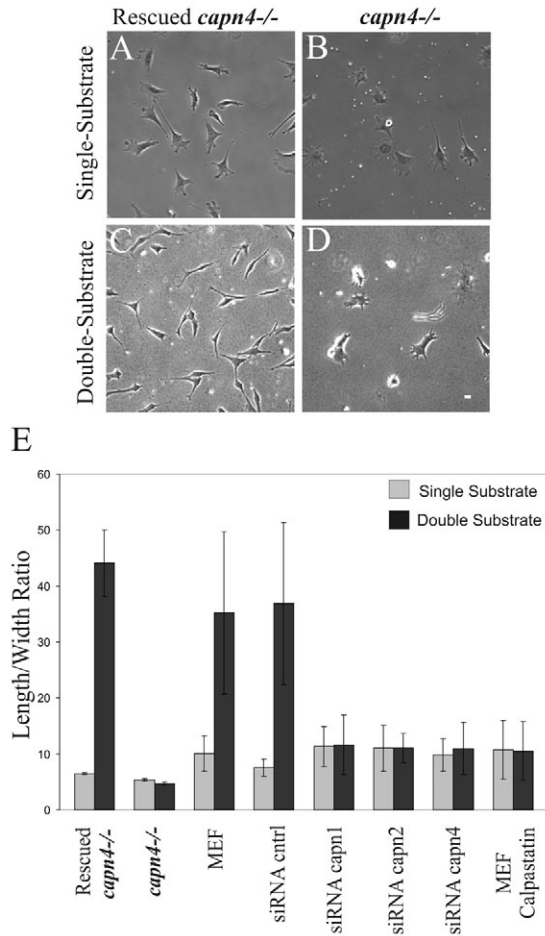 Rescued capn4-/-
capn4-/-
Single-Substrate
A
B
Double-Substrate
C
D
E
Length/Width Ratio
60
50
40
30
20
10
0
Single Substrate
Double Substrate
Rescued
capn4-/-
capn4-/-
MEF
siRNA cntrl
siRNA capn1
siRNA capn2
siRNA capn4
MEF
Calpastatin